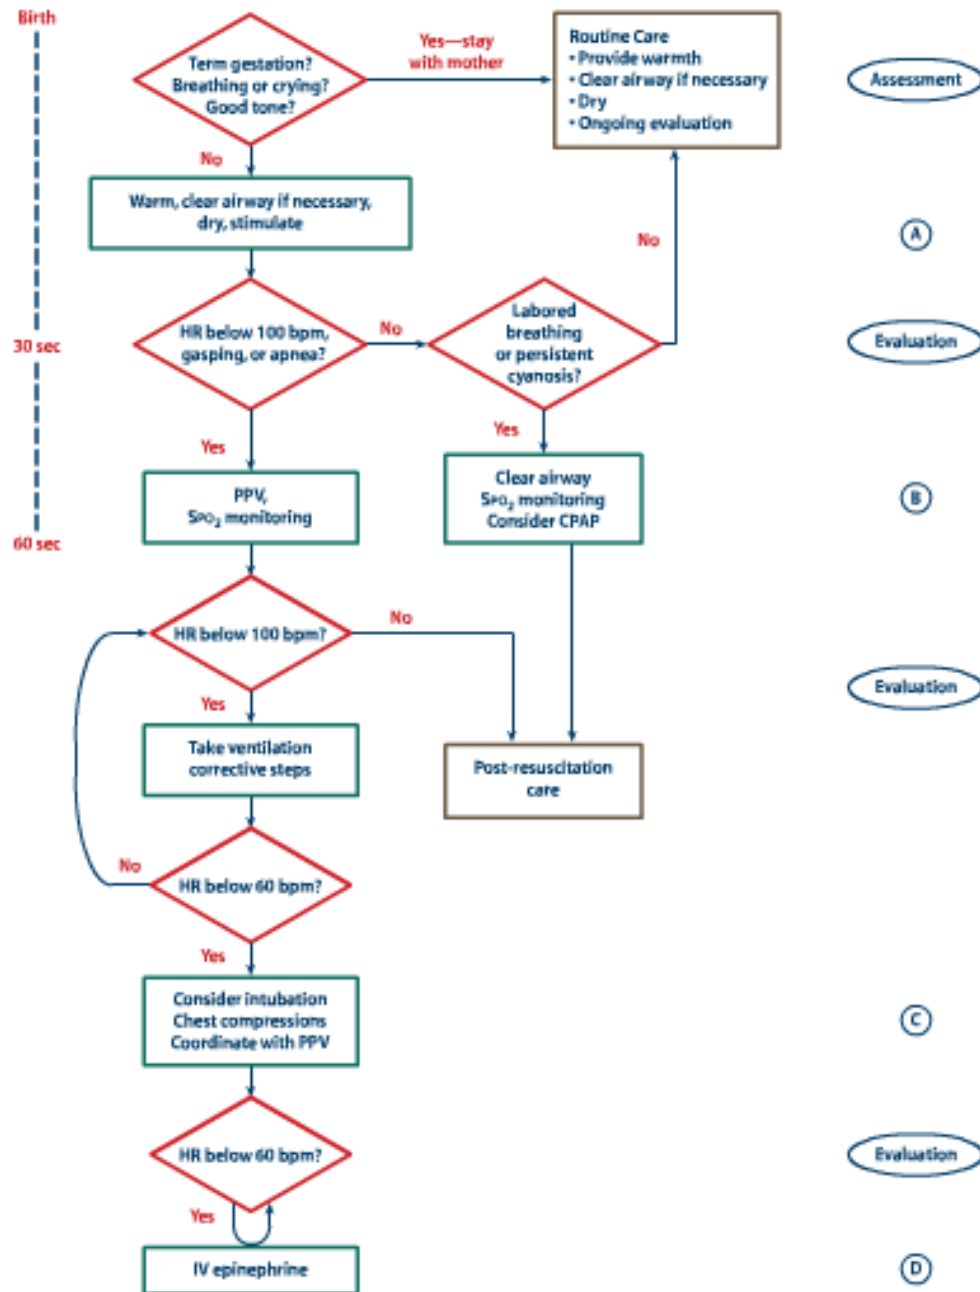 Birth
Term gestation?
Breathing or crying?
Good tone?
Yes—stay
with mother
Routine Care
• Provide warmth
• Clear airway if necessary
• Dry
• Ongoing evaluation
Assessment
No
Warm, clear airway if necessary,
dry, stimulate
No
A
30 sec
HR below 100 bpm,
gasping, or apnea?
No
Labored
breathing
or persistent
cyanosis?
Evaluation
Yes
Yes
PPV,
SPO2 monitoring
Clear airway
SPO2 monitoring
Consider CPAP
B
60 sec
HR below 100 bpm?
No
Evaluation
Yes
Take ventilation
corrective steps
Post-resuscitation
care
No
HR below 60 bpm?
Yes
Consider intubation
Chest compressions
Coordinate with PPV
C
HR below 60 bpm?
Evaluation
Yes
IV epinephrine
D